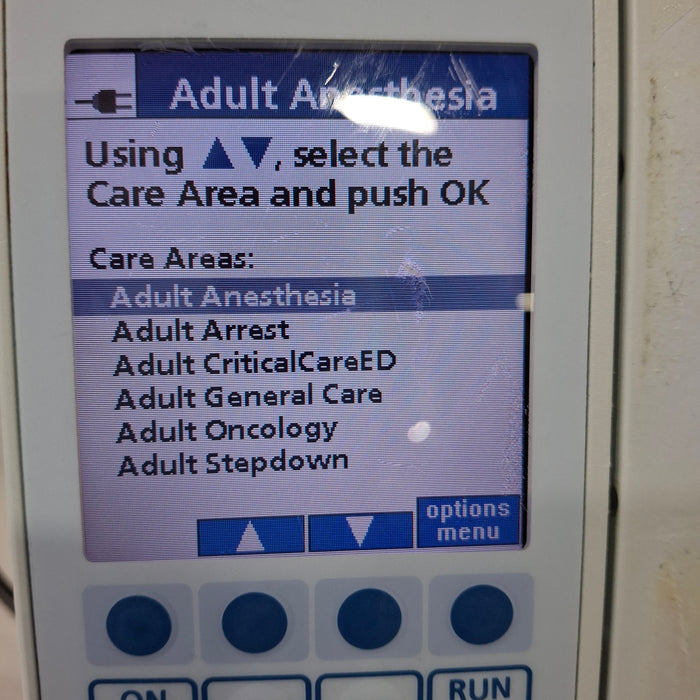 Adult Anesthesia
Using ▲▼, select the
Care Area and push OK
Care Areas:
Adult Anesthesia
Adult Arrest
Adult CriticalCareED
Adult General Care
Adult Oncology
Adult Stepdown
options
menu
ON
RUN